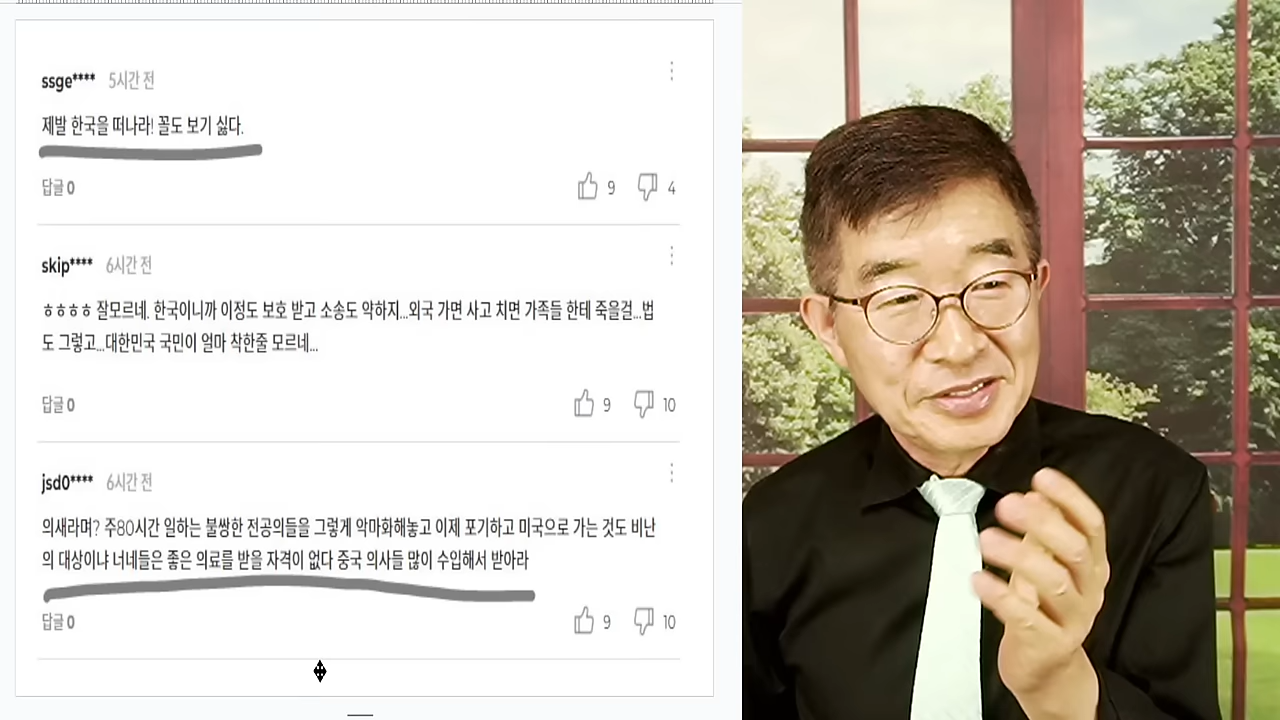 ssge**** 5시간 전
제발 한국을 떠나라! 꼴도 보기 싫다.
답글 0 9 4
skip**** 6시간 전
ㅎㅎㅎㅎ 잘모르네. 한국이니까 이정도 보호 받고 소송도 약하지...외국 가면 사고 치면 가족들 한테 죽을걸...법
도 그렇고...대한민국 국민이 얼마 착한줄 모르네...
답글 0 9 10
jsd0**** 6시간 전
의새라며? 주80시간 일하는 불쌍한 전공의들을 그렇게 악마화해놓고 이제 포기하고 미국으로 가는 것도 비난
의 대상이냐 너네들은 좋은 의료를 받을 자격이 없다 중국 의사들 많이 수입해서 받아라
답글 0 9 10